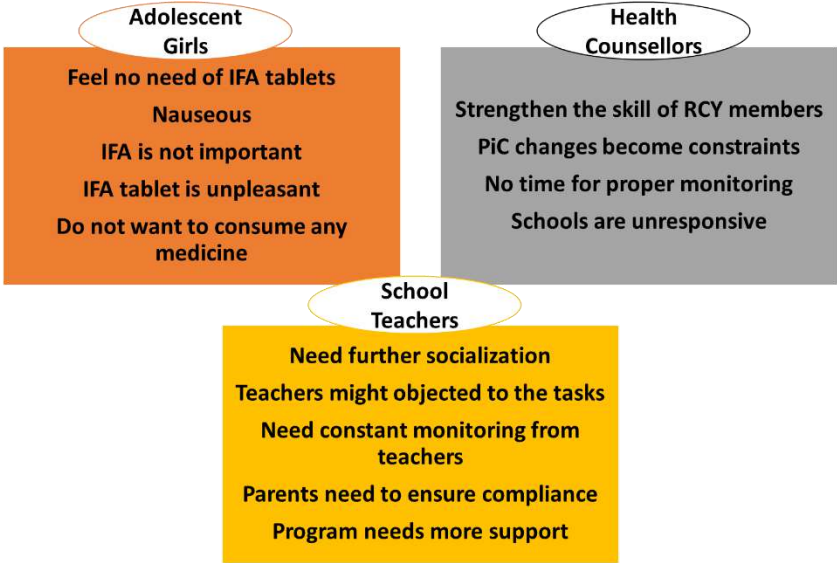 Adolescent
Girls
Feel no need of IFA tablets
Nauseous
IFA is not important
IFA tablet is unpleasant
Do not want to consume any
medicine
Health
Counsellors
Strengthen the skill of RCY members
PiC changes become constraints
No time for proper monitoring
Schools are unresponsive
School
Teachers
Need further socialization
Teachers might objected to the tasks
Need constant monitoring from
teachers
Parents need to ensure compliance
Program needs more support